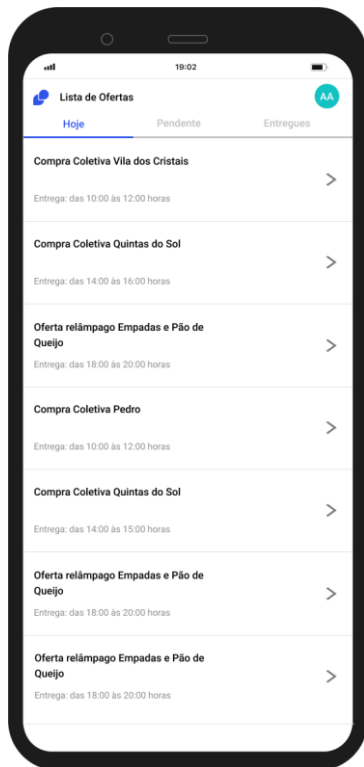 19:02
Lista de Ofertas
AA
Hoje
Pendente
Entregues
Compra Coletiva Vila dos Cristais
Entrega: das 10:00 às 12:00 horas
Compra Coletiva Quintas do Sol
Entrega: das 14:00 às 16:00 horas
Oferta relâmpago Empadas e Pão de
Queijo
Entrega: das 18:00 às 20:00 horas
Compra Coletiva Pedro
Entrega: das 10:00 às 12:00 horas
Compra Coletiva Quintas do Sol
Entrega: das 14:00 às 15:00 horas
Oferta relâmpago Empadas e Pão de
Queijo
Entrega: das 18:00 às 20:00 horas
Oferta relâmpago Empadas e Pão de
Queijo
Entrega: das 18:00 às 20:00 horas